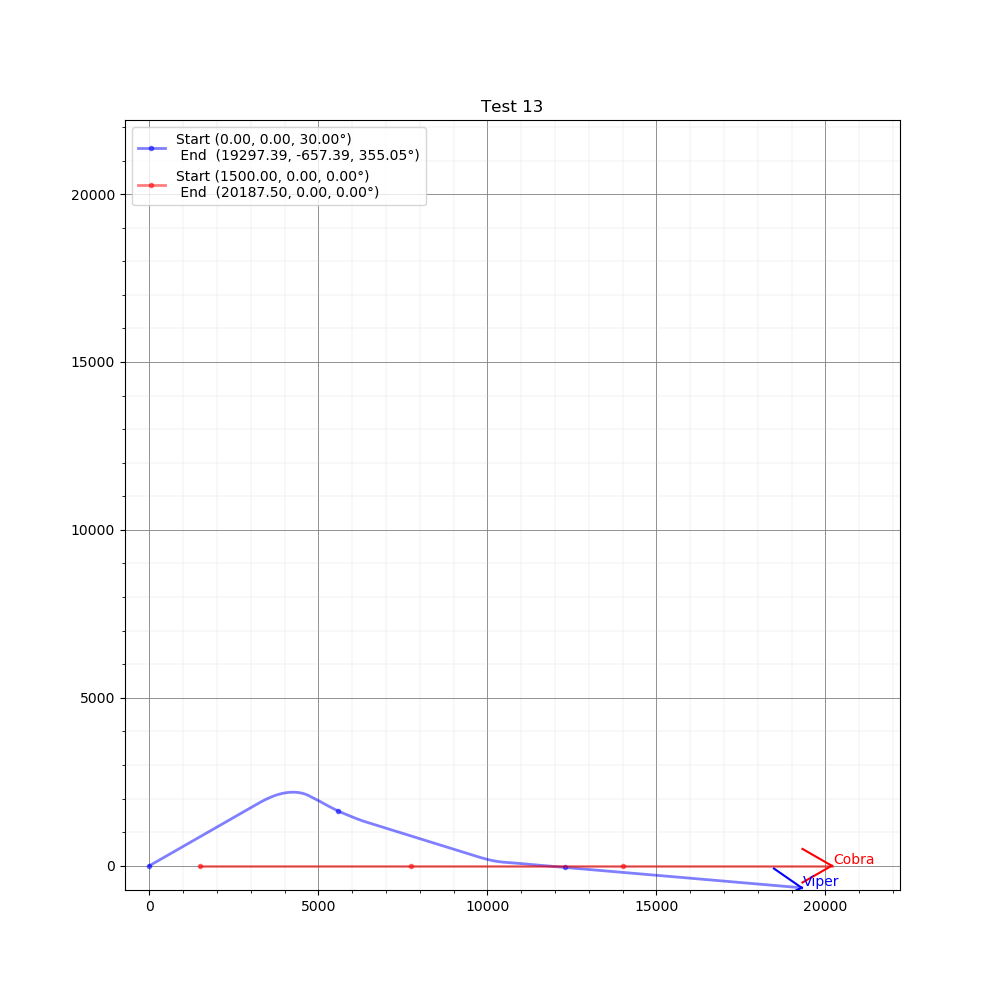 Test 13
Start (0.00, 0.00, 30.00°)
End (19297.39, -657.39, 355.05°)
Start (1500.00, 0.00, 0.00°)
End (20187.50, 0.00, 0.00°)
20000
15000
10000
5000
0
Cobra
Viper
0 5000 10000 15000 20000